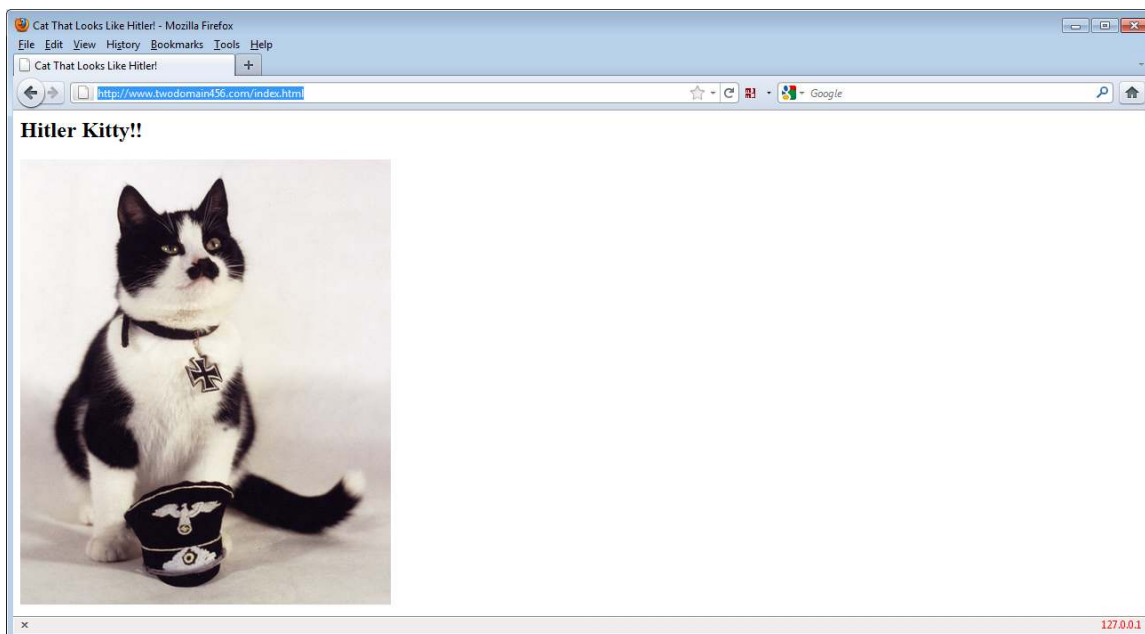 Cat That Looks Like Hitler! - Mozilla Firefox
File Edit View History Bookmarks Tools Help
Cat That Looks Like Hitler!
http://www.twodomain456.com/index.html
Google
Hitler Kitty!!
127.0.0.1